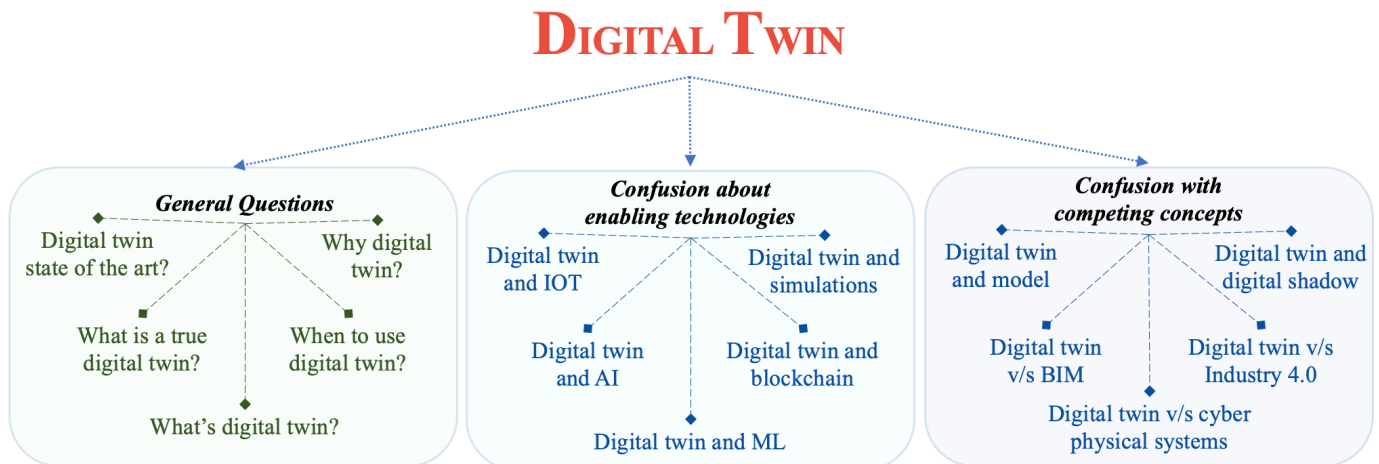 DIGITAL TWIN
General Questions
Digital twin
state of the art?
Why digital
twin?
What is a true
digital twin?
When to use
digital twin?
What's digital twin?
Confusion about
enabling technologies
Digital twin
and IOT
Digital twin and
simulations
Digital twin
and AI
Digital twin and
blockchain
Digital twin and ML
Confusion with
competing concepts
Digital twin
and model
Digital twin and
digital shadow
Digital twin
v/s BIM
Digital twin v/s
Industry 4.0
Digital twin v/s cyber
physical systems